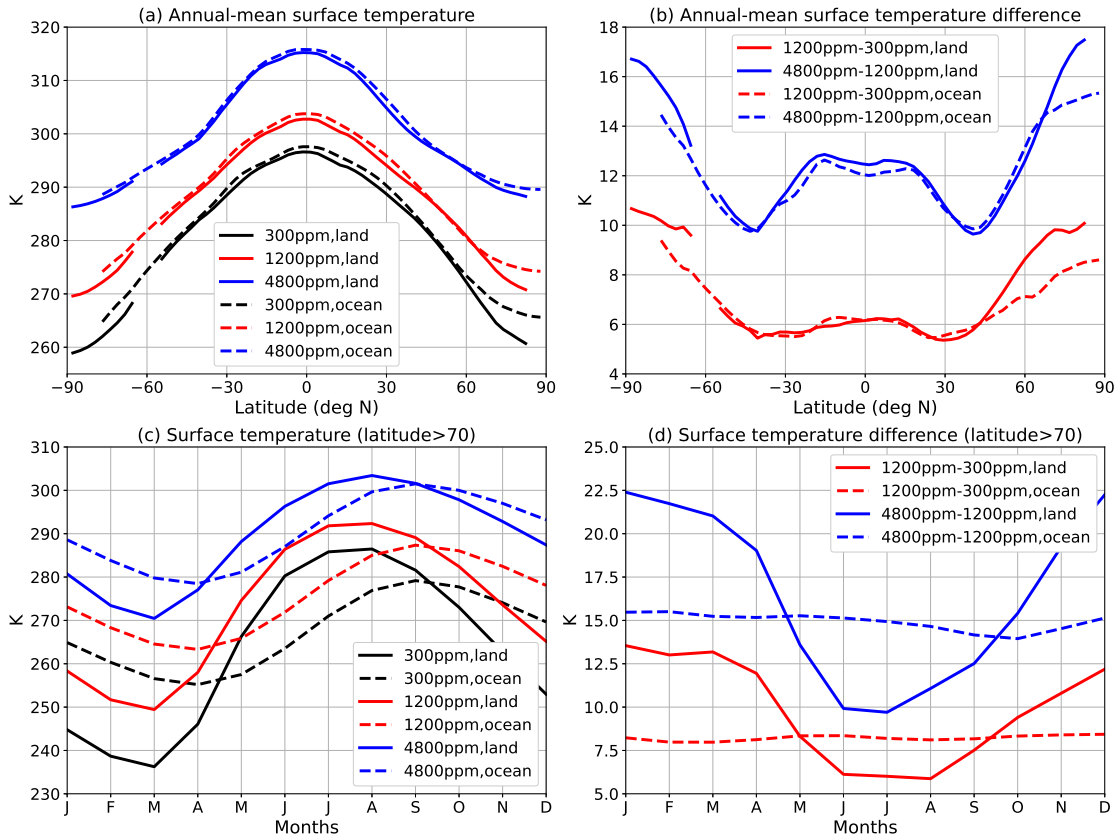 (a) Annual-mean surface temperature
320
310
300
290
280
270
260
K
300ppm,land
1200ppm,land
4800ppm,land
300ppm,ocean
1200ppm,ocean
4800ppm,ocean
−90 −60 −30 0 30 60 90
Latitude (deg N)
(b) Annual-mean surface temperature difference
18
16
14
12
10
8
6
4
K
1200ppm-300ppm,land
4800ppm-1200ppm,land
1200ppm-300ppm,ocean
4800ppm-1200ppm,ocean
−90 −60 −30 0 30 60 90
Latitude (deg N)
(c) Surface temperature (latitude>70)
310
300
290
280
270
260
250
240
230
K
300ppm,land
300ppm,ocean
1200ppm,land
1200ppm,ocean
4800ppm,land
4800ppm,ocean
J F M A M J J A S O N D
Months
(d) Surface temperature difference (latitude>70)
25.0
22.5
20.0
17.5
15.0
12.5
10.0
7.5
5.0
K
1200ppm-300ppm,land
1200ppm-300ppm,ocean
4800ppm-1200ppm,land
4800ppm-1200ppm,ocean
J F M A M J J A S O N D
Months